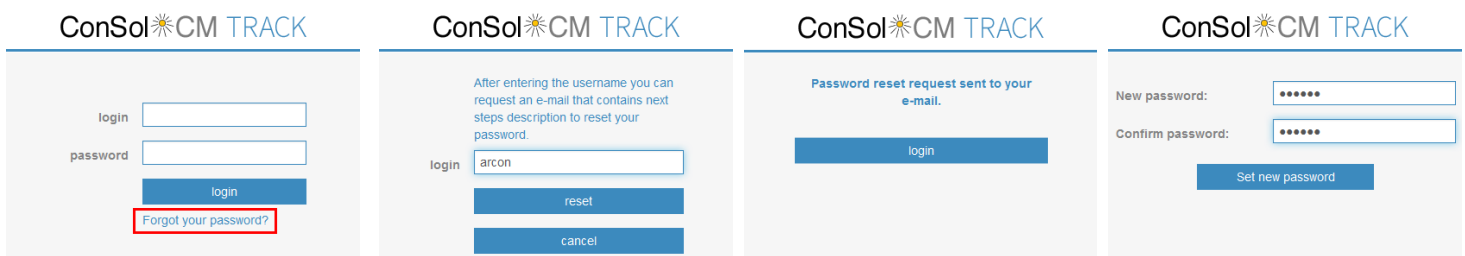 ConSol CM TRACK
login
password
login
Forgot your password?
ConSol CM TRACK
After entering the username you can
request an e-mail that contains next
steps description to reset your
password.
login arcon
reset
cancel
ConSol CM TRACK
Password reset request sent to your
e-mail.
login
ConSol CM TRACK
New password: ••••••
Confirm password: ••••••
Set new password